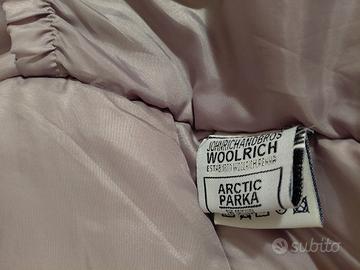 JOHNRICHANDBROS
WOOLRICH
ARCTIC
PARKA
subito